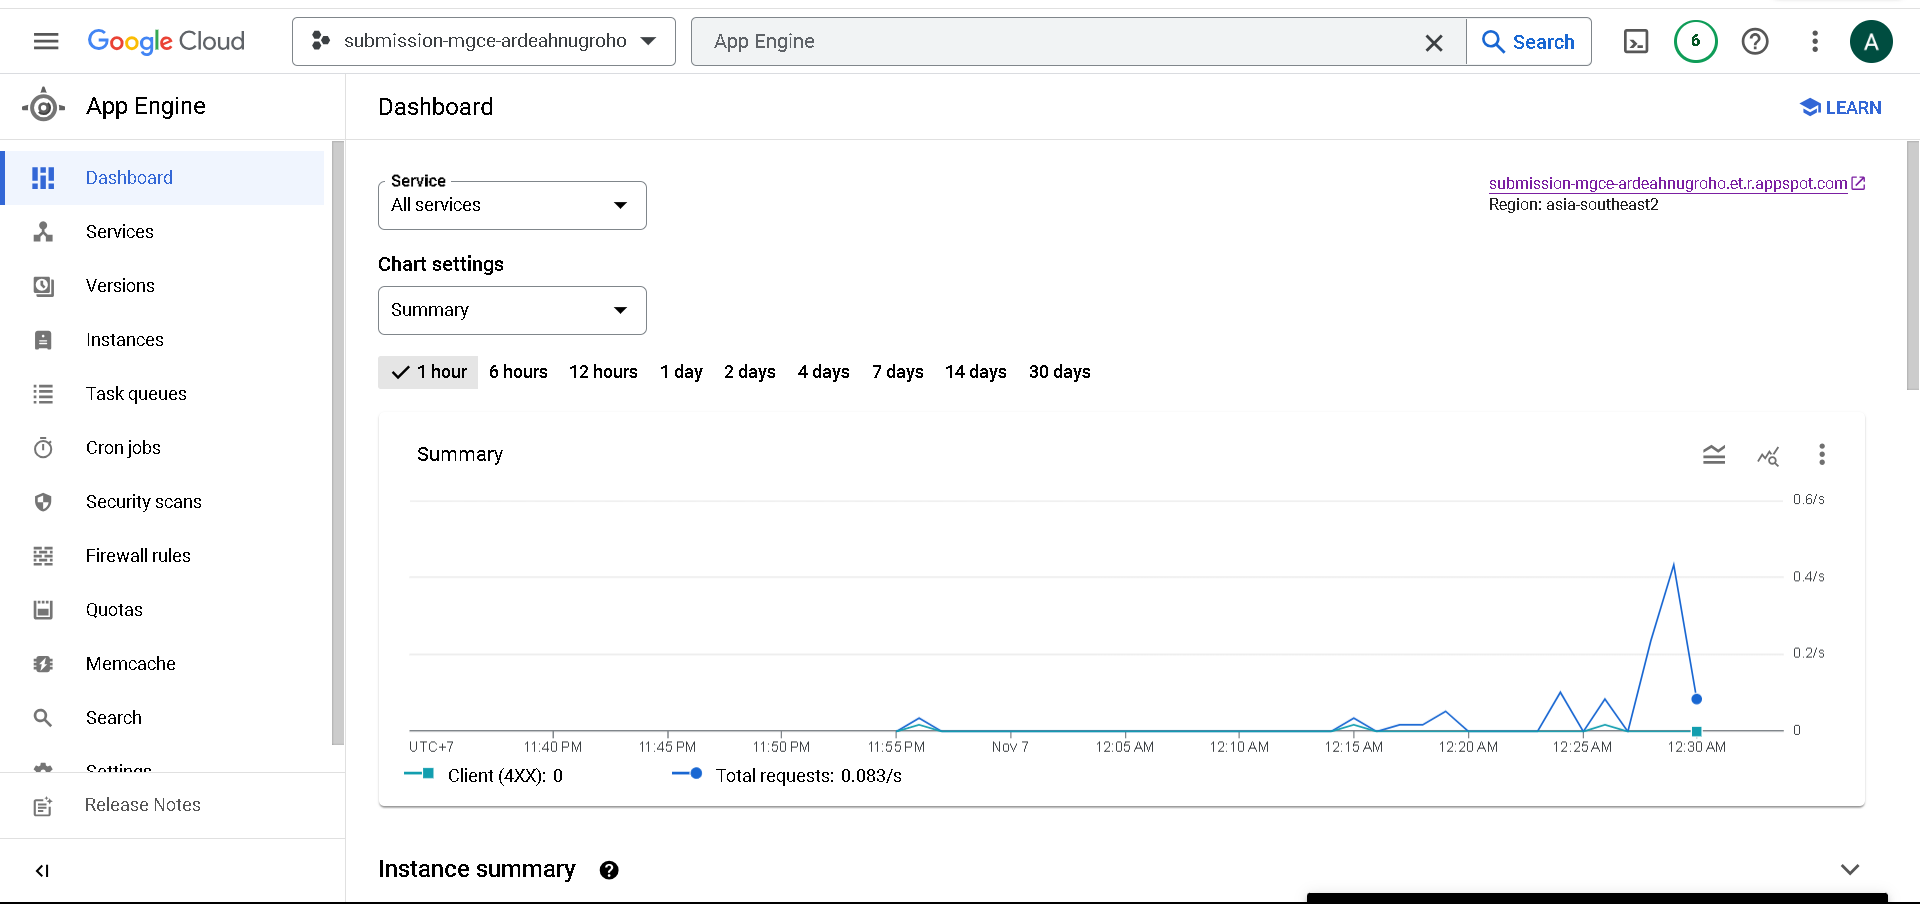 Google Cloud
submission-mgce-ardeahnugroho
App Engine
Search
6
A
App Engine
Dashboard
LEARN
Dashboard
Services
Versions
Instances
Task queues
Cron jobs
Security scans
Firewall rules
Quotas
Memcache
Search
Settings
Release Notes
Service
All services
submission-mgce-ardeahnugroho.et.r.appspot.com
Region: asia-southeast2
Chart settings
Summary
1 hour 6 hours 12 hours 1 day 2 days 4 days 7 days 14 days 30 days
Summary
0.6/s
0.4/s
0.2/s
0
UTC+7 11:40 PM 11:45 PM 11:50 PM 11:55 PM Nov 7 12:05 AM 12:10 AM 12:15 AM 12:20 AM 12:25 AM 12:30 AM
Client (4XX): 0 Total requests: 0.083/s
Instance summary